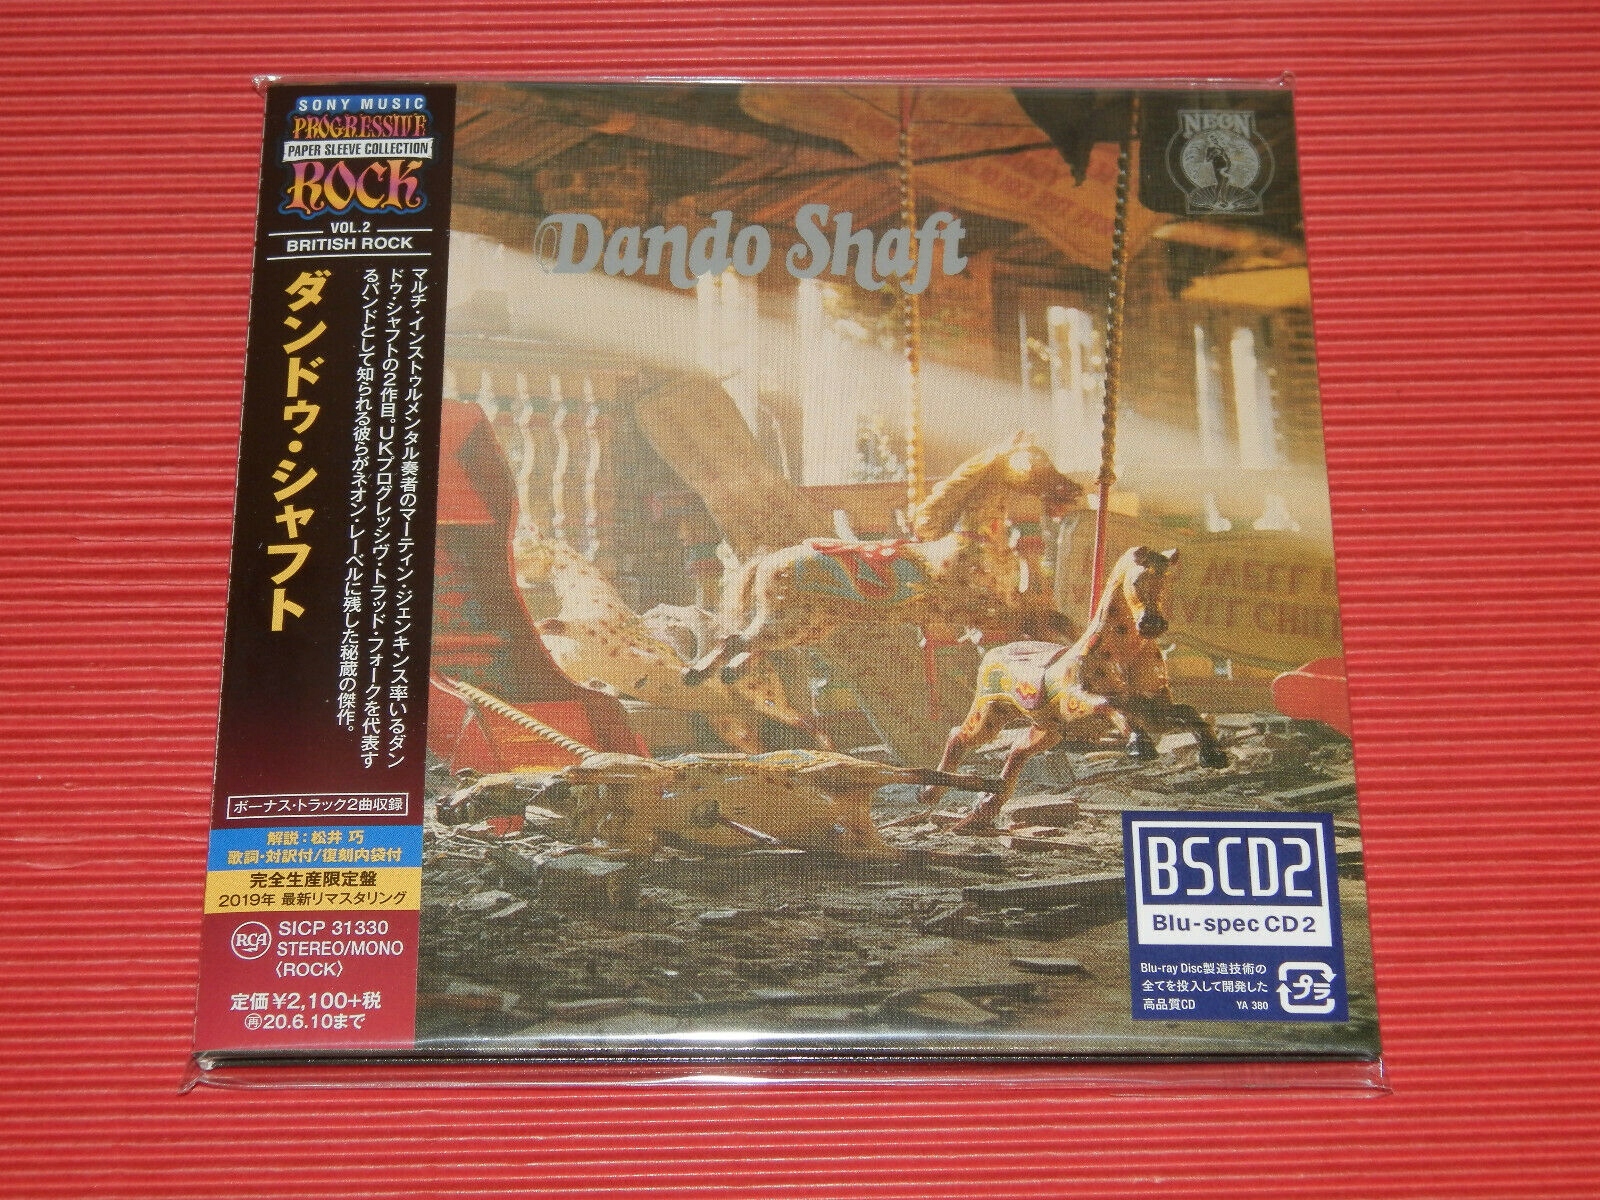 SONY MUSIC
PROGRESSIVE
PAPER SLEEVE COLLECTION
ROCK
VOL.2
BRITISH ROCK
ダンドゥ・シャフト
マルチ・インストゥルメンタル奏者のマーティン・ジェンキンス率いるダン
ドゥ・シャフトの2作目。UKプログレッシヴ・トラッド・フォークを代表す
るバンドとして知られる彼らがネオン・レーベルに残した秘蔵の傑作。
ボーナス・トラック2曲収録
解説:松井 巧
歌詞・対訳付/復刻内袋付
完全生産限定盤
2019年 最新リマスタリング
RCA
SICP 31330
STEREO/MONO
〈ROCK〉
定価¥2,100+税
㊢20.6.10まで
NEON
Dando Shaft
BSCD2
Blu-spec CD 2
Blu-ray Disc製造技術の
全てを投入して開発した
高品質CD
YA 380
プラ